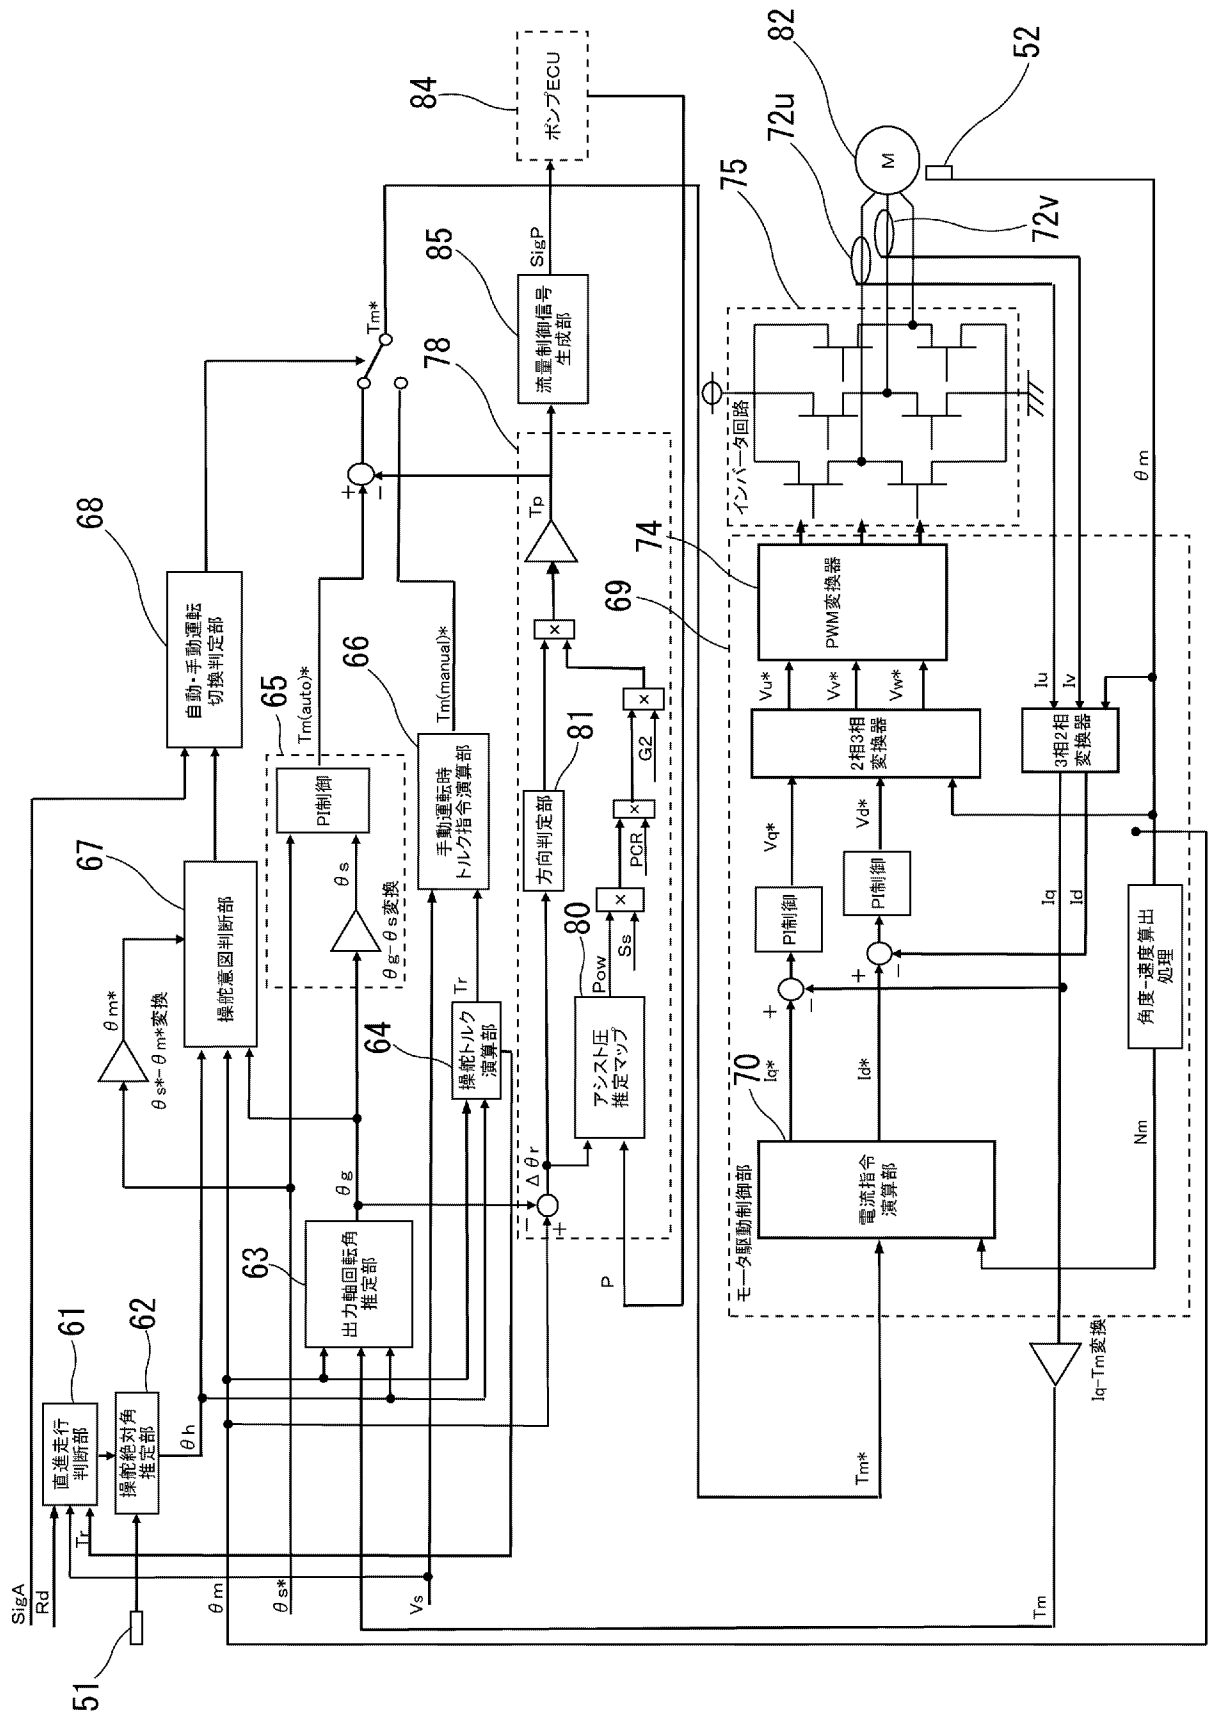 SigA
Rd
Tr
51
θm
θs*
Vs
61
直進走行
判断部
62
操舵絶対角
推定部
θh
θm*
θs*-θm*変換
67
操舵意図判断部
68
自動・手動運転
切換判定部
63
出力軸回転角
推定部
θg
θg-θs変換
θs
65
PI制御
Tm(auto)*
64
操舵トルク
演算部
Tr
66
手動運転時
トルク指令演算部
Tm(manual)*
+
−
Tm*
78
−
+
Δθr
P
80
アシスト圧
推定マップ
Pow
Ss
×
PCR
×
G2
×
81
方向判定部
×
Tp
85
流量制御信号
生成部
SigP
84
ポンプECU
69
モータ駆動制御部
Tm*
70
電流指令
演算部
Iq*
Id*
+
−
+
−
PI制御
PI制御
Vq*
Vd*
2相3相
変換器
Vu*
Vv*
Vw*
74
PWM変換器
75
インバータ回路
72u
72v
82
M
52
θm
Iu
Iv
3相2相
変換器
Iq
Id
角度-速度算出
処理
Nm
Iq-Tm変換
Tm